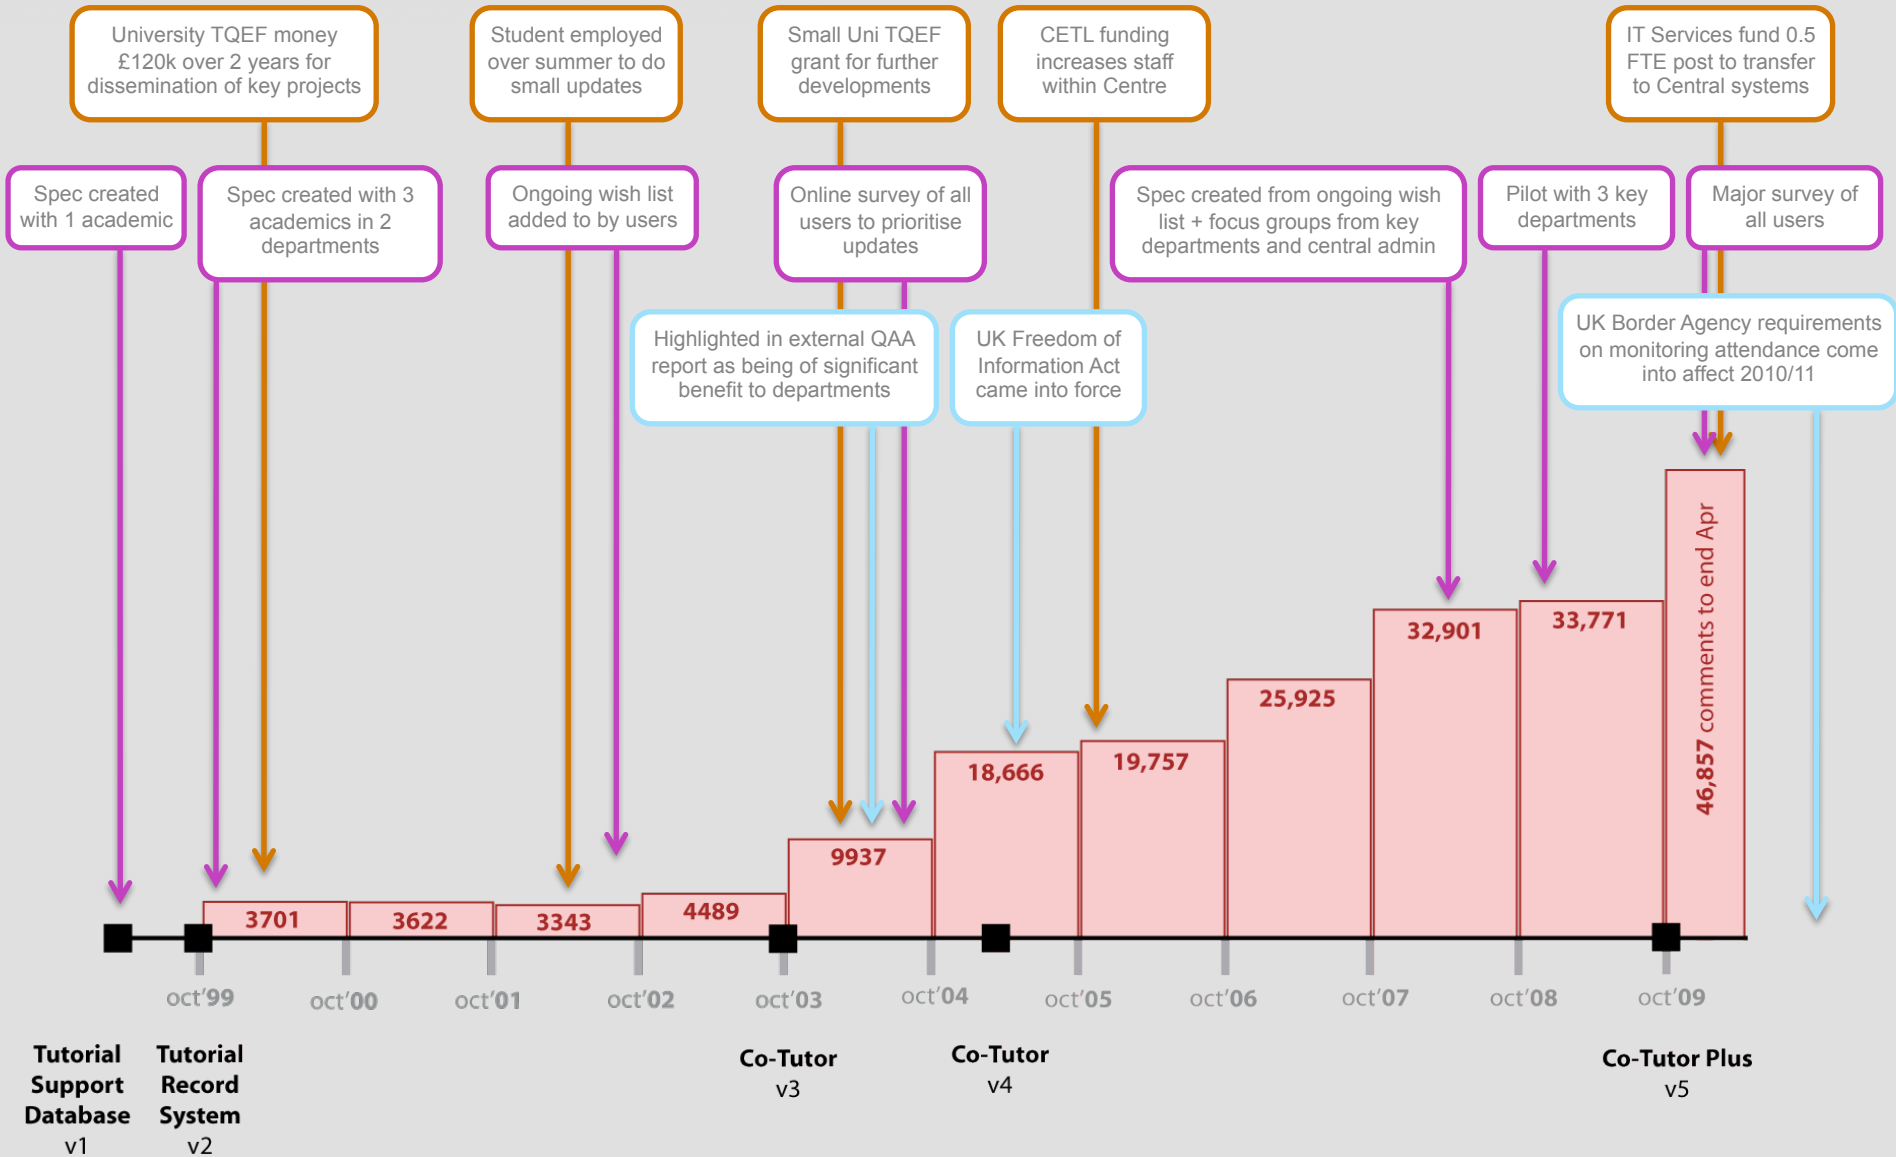 University TQEF money
£120k over 2 years for
dissemination of key projects
Student employed
over summer to do
small updates
Small Uni TQEF
grant for further
developments
CETL funding
increases staff
within Centre
IT Services fund 0.5
FTE post to transfer
to Central systems
Spec created
with 1 academic
Spec created with 3
academics in 2
departments
Ongoing wish list
added to by users
Online survey of all
users to prioritise
updates
Spec created from ongoing wish
list + focus groups from key
departments and central admin
Pilot with 3 key
departments
Major survey of
all users
Highlighted in external QAA
report as being of significant
benefit to departments
UK Freedom of
Information Act
came into force
UK Border Agency requirements
on monitoring attendance come
into affect 2010/11
3701
3622
3343
4489
9937
18,666
19,757
25,925
32,901
33,771
46,857 comments to end Apr
oct'99
oct'00
oct'01
oct'02
oct'03
oct'04
oct'05
oct'06
oct'07
oct'08
oct'09
Tutorial
Support
Database
v1
Tutorial
Record
System
v2
Co-Tutor
v3
Co-Tutor
v4
Co-Tutor Plus
v5